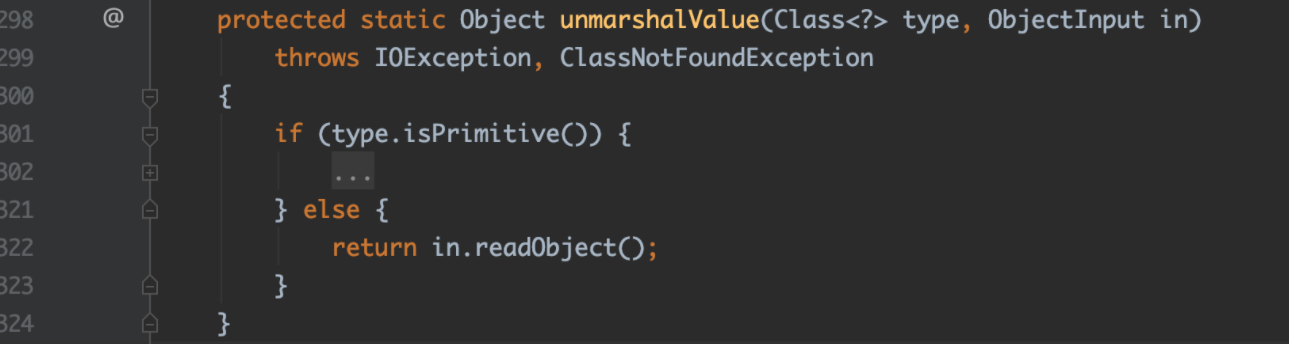 298 @ protected static Object unmarshalValue(Class<?> type, ObjectInput in)
299 throws IOException, ClassNotFoundException
300 {
301 if (type.isPrimitive()) {
302 ...
321 } else {
322 return in.readObject();
323 }
324 }